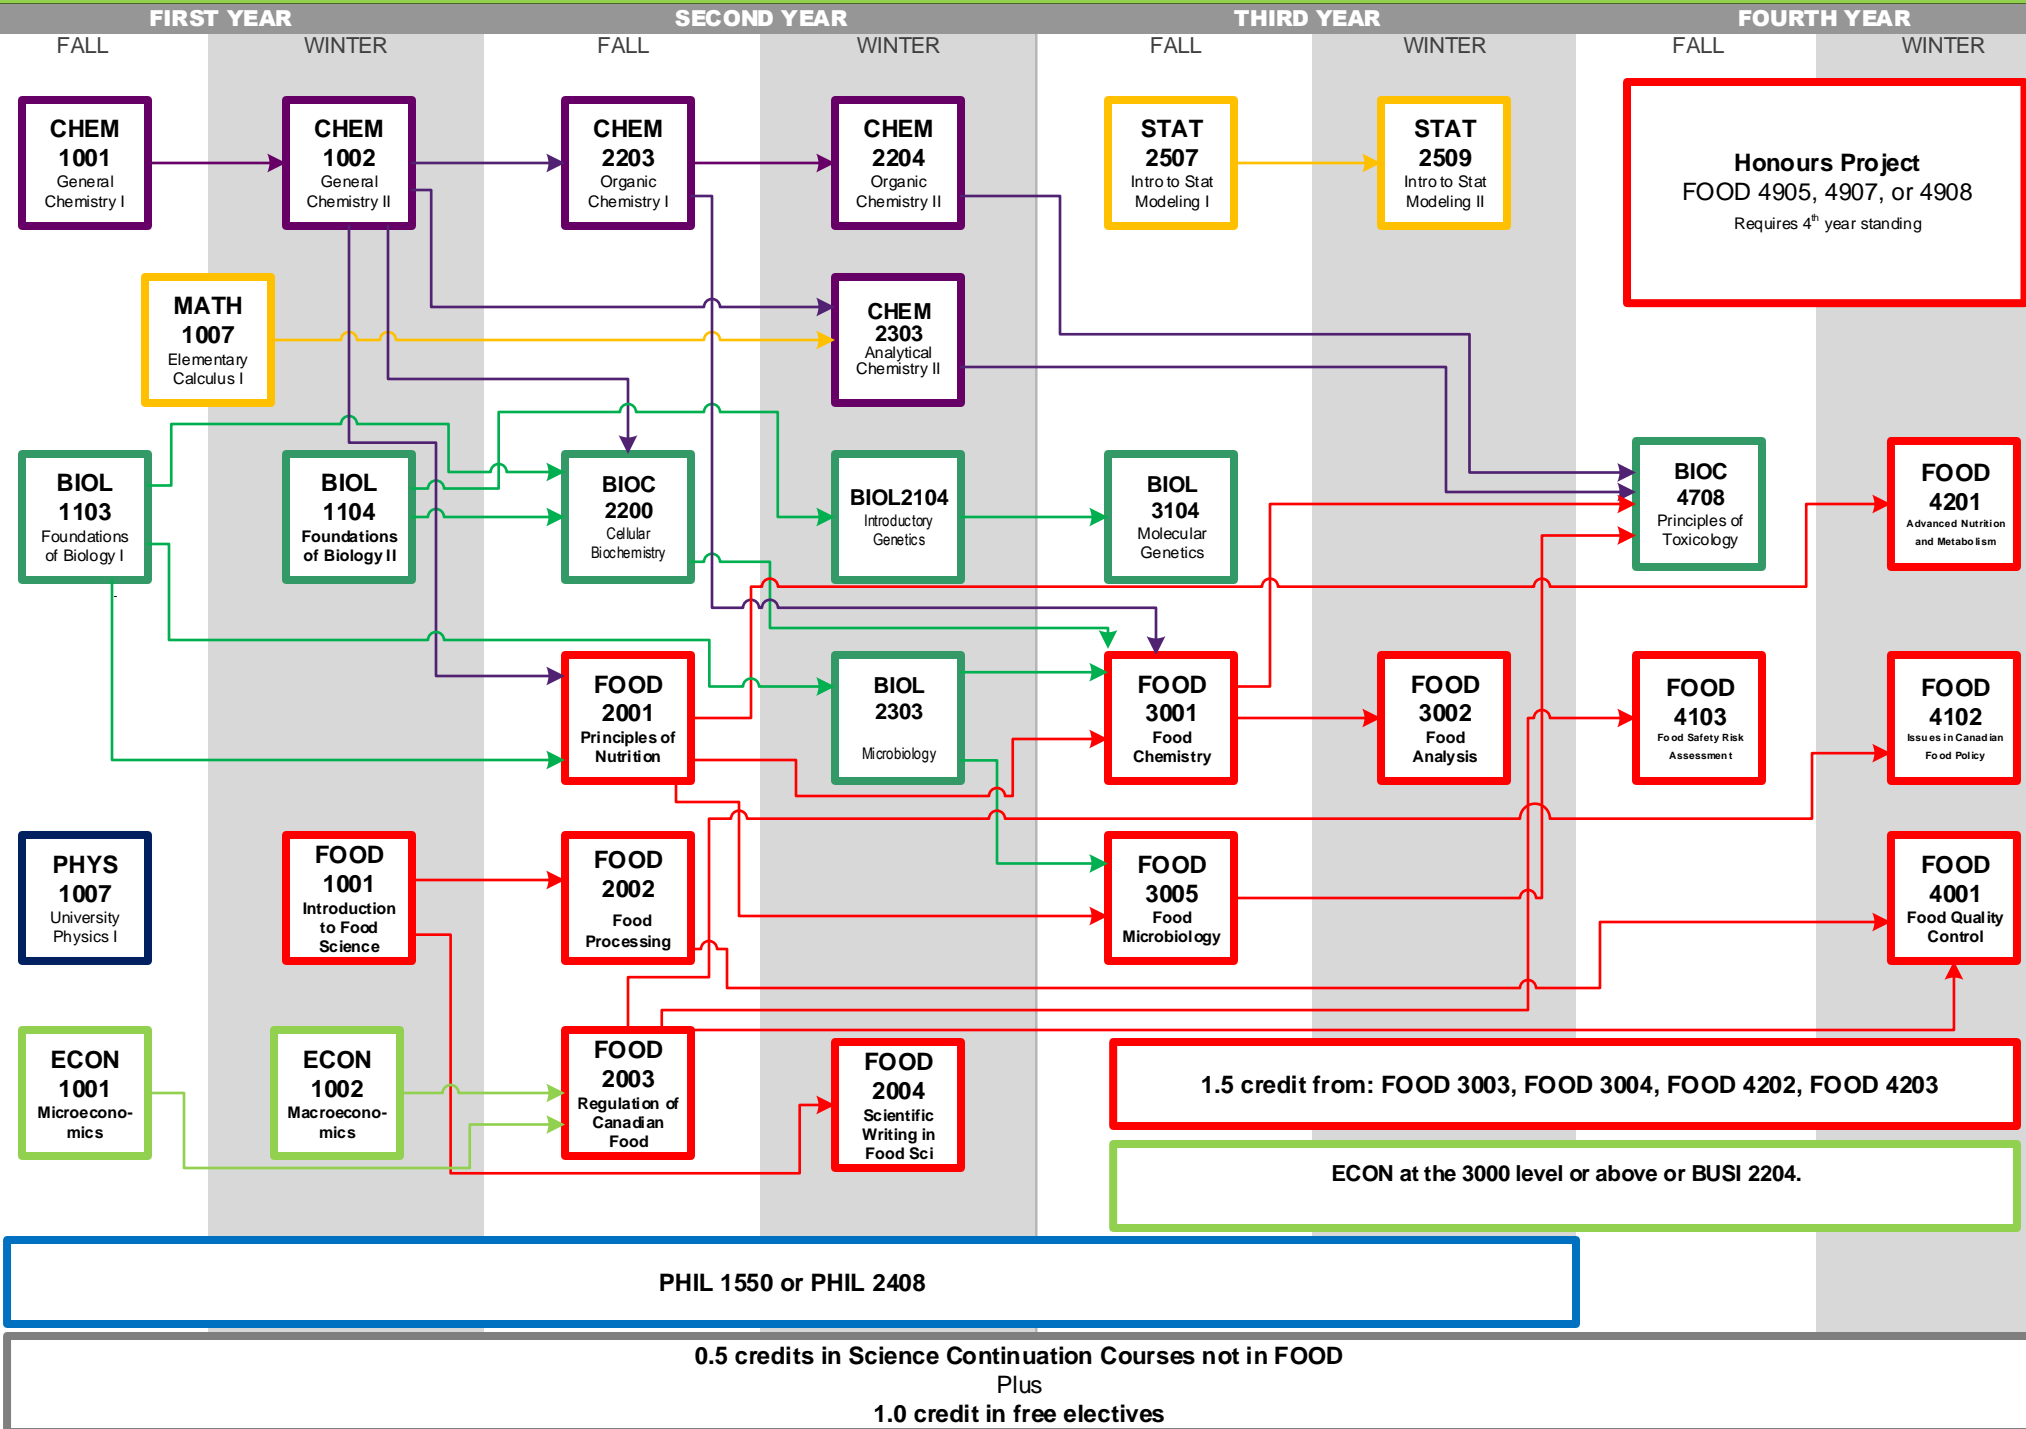 FIRST YEAR
SECOND YEAR
THIRD YEAR
FOURTH YEAR
FALL
WINTER
FALL
WINTER
FALL
WINTER
FALL
WINTER
CHEM
1001
General
Chemistry I
CHEM
1002
General
Chemistry II
CHEM
2203
Organic
Chemistry I
CHEM
2204
Organic
Chemistry II
STAT
2507
Intro to Stat
Modeling I
STAT
2509
Intro to Stat
Modeling II
Honours Project
FOOD 4905, 4907, or 4908
Requires 4th year standing
MATH
1007
Elementary
Calculus I
CHEM
2303
Analytical
Chemistry II
BIOL
1103
Foundations
of Biology I
BIOL
1104
Foundations
of Biology II
BIOC
2200
Cellular
Biochemistry
BIOL2104
Introductory
Genetics
BIOL
3104
Molecular
Genetics
BIOC
4708
Principles of
Toxicology
FOOD
4201
Advanced Nutrition
and Metabolism
FOOD
2001
Principles of
Nutrition
BIOL
2303
Microbiology
FOOD
3001
Food
Chemistry
FOOD
3002
Food
Analysis
FOOD
4103
Food Safety Risk
Assessment
FOOD
4102
Issues in Canadian
Food Policy
PHYS
1007
University
Physics I
FOOD
1001
Introduction
to Food
Science
FOOD
2002
Food
Processing
FOOD
3005
Food
Microbiology
FOOD
4001
Food Quality
Control
ECON
1001
Microecono-
mics
ECON
1002
Macroecono-
mics
FOOD
2003
Regulation of
Canadian
Food
FOOD
2004
Scientific
Writing in
Food Sci
1.5 credit from: FOOD 3003, FOOD 3004, FOOD 4202, FOOD 4203
ECON at the 3000 level or above or BUSI 2204.
PHIL 1550 or PHIL 2408
0.5 credits in Science Continuation Courses not in FOOD
Plus
1.0 credit in free electives